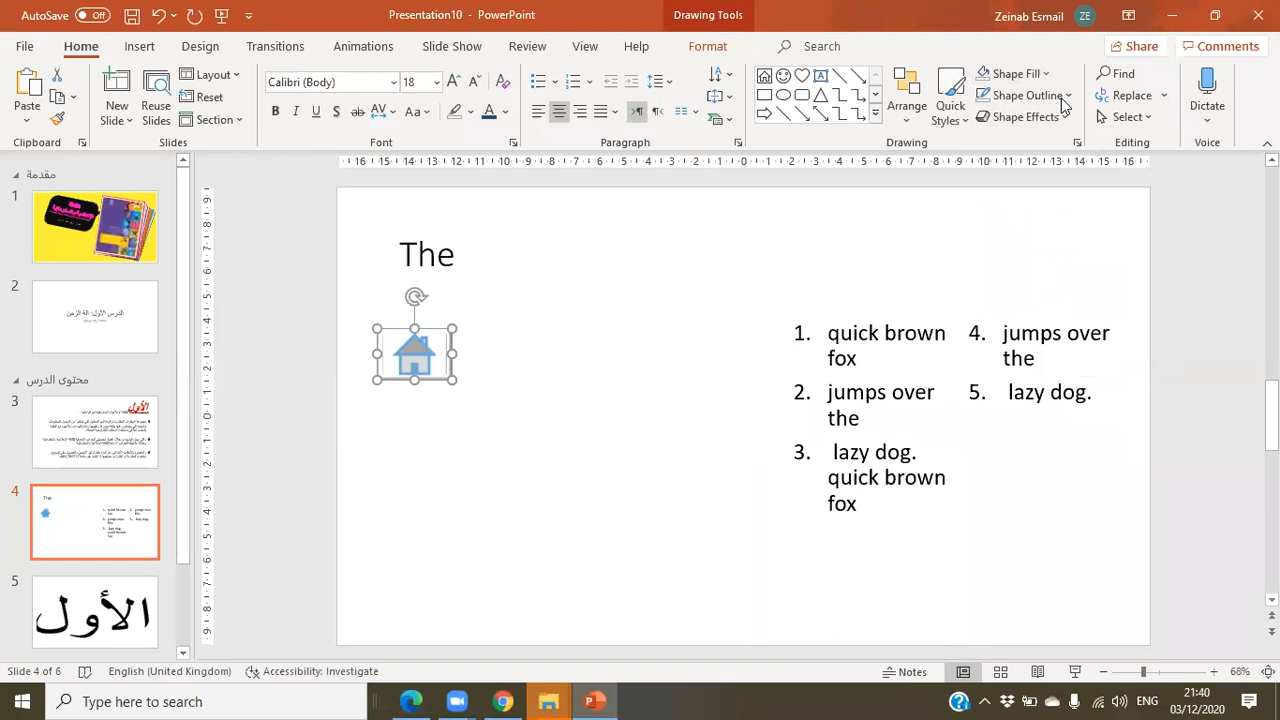 AutoSave Off
Presentation10 - PowerPoint
Drawing Tools
Zeinab Esmail ZE
File Home Insert Design Transitions Animations Slide Show Review View Help Format Search Share Comments
Paste
New Slide
Reuse Slides
Layout
Reset
Section
Calibri (Body) 18
Arrange
Quick Styles
Shape Fill
Shape Outline
Shape Effects
Find
Replace
Select
Dictate
Clipboard Slides Font Paragraph Drawing Editing Voice
مقدمة
1
2
محتوى الدرس
3
الأول
4
5
الأول
The
1. quick brown
fox
2. jumps over
the
3. lazy dog.
quick brown
fox
4. jumps over
the
5. lazy dog.
Slide 4 of 6 English (United Kingdom) Accessibility: Investigate Notes 68%
Type here to search
ENG
21:40
03/12/2020